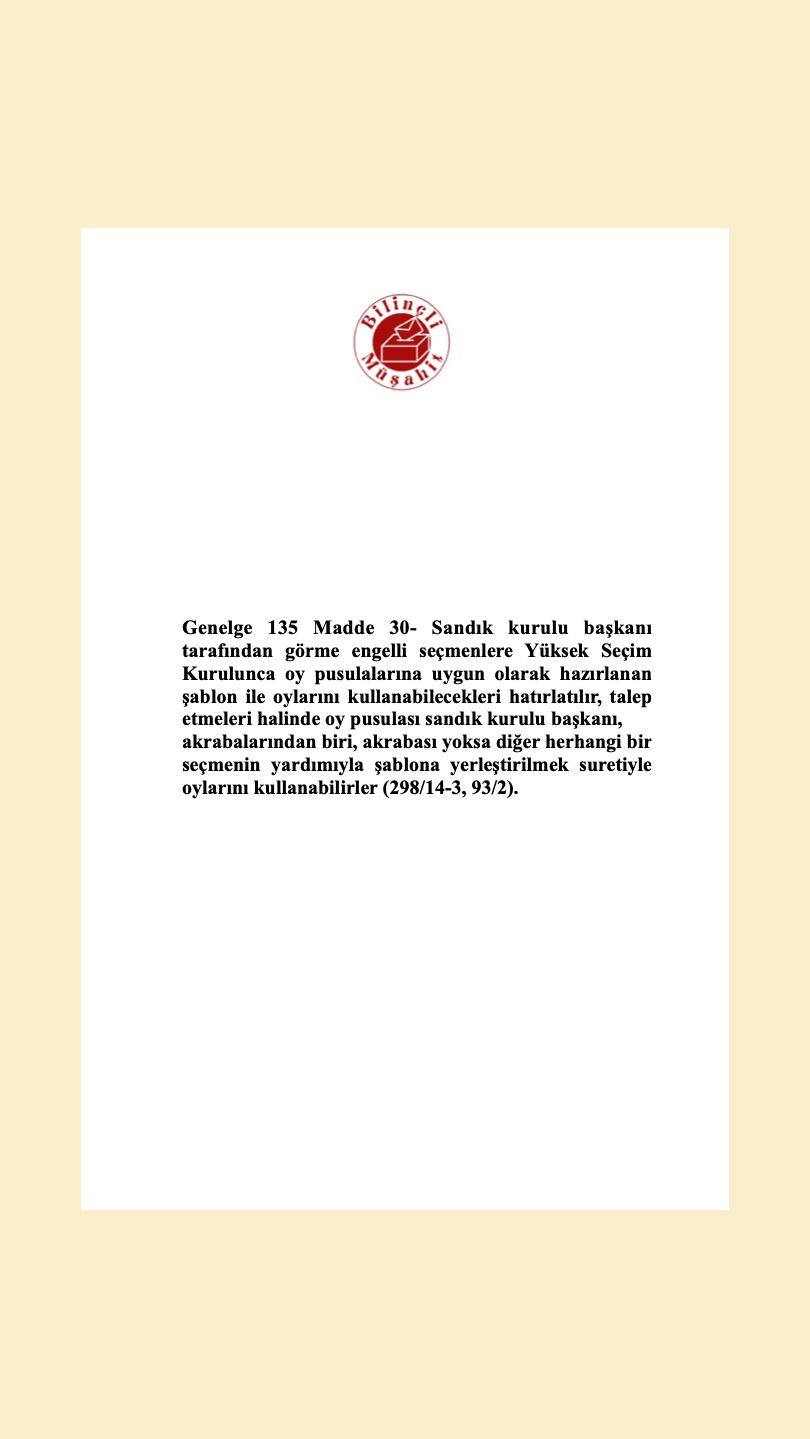 Bilinçli
Müşahit
Genelge 135 Madde 30- Sandık kurulu başkanı
tarafından görme engelli seçmenlere Yüksek Seçim
Kurulunca oy pusulalarına uygun olarak hazırlanan
şablon ile oylarını kullanabilecekleri hatırlatılır, talep
etmeleri halinde oy pusulası sandık kurulu başkanı,
akrabalarından biri, akrabası yoksa diğer herhangi bir
seçmenin yardımıyla şablona yerleştirilmek suretiyle
oylarını kullanabilirler (298/14-3, 93/2).